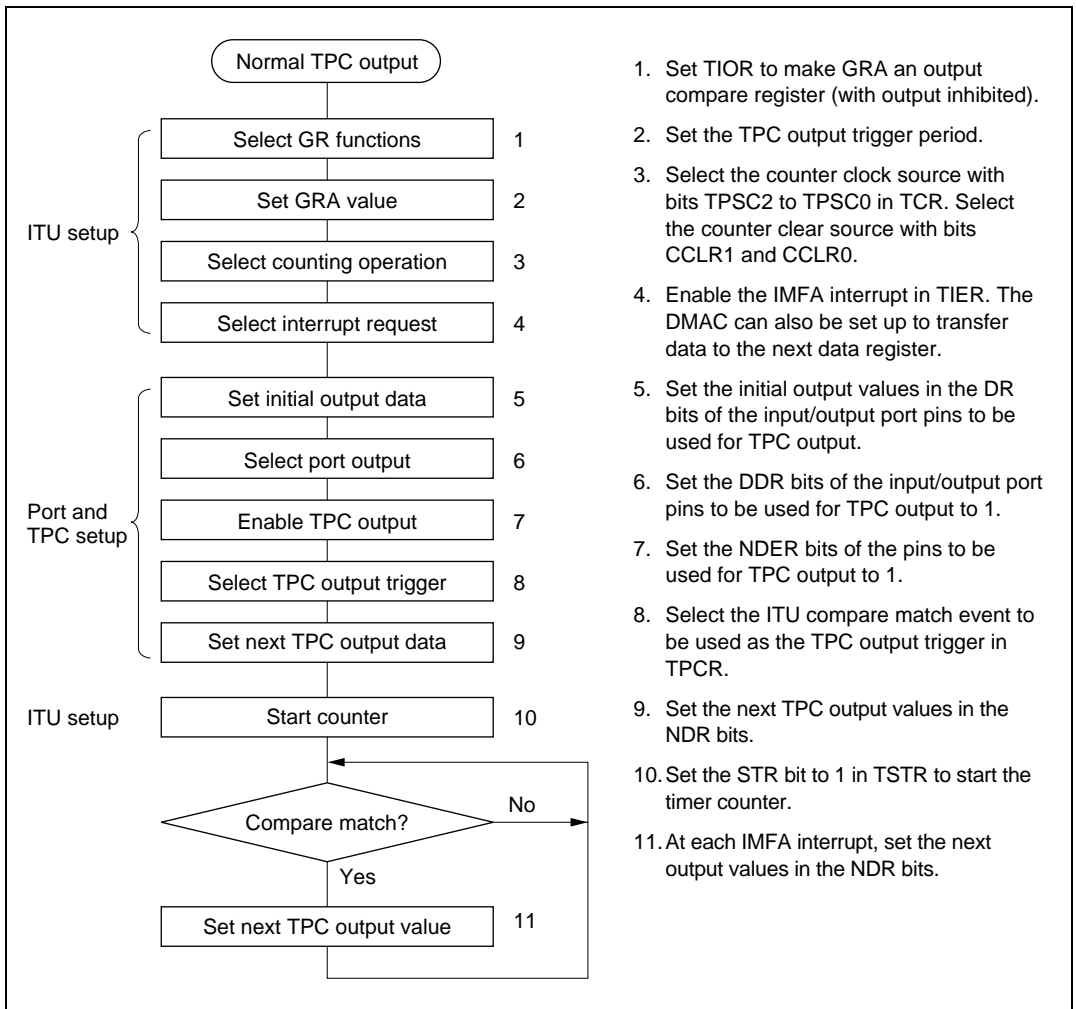 Normal TPC output
ITU setup
Select GR functions 1
Set GRA value 2
Select counting operation 3
Select interrupt request 4
Port and
TPC setup
Set initial output data 5
Select port output 6
Enable TPC output 7
Select TPC output trigger 8
Set next TPC output data 9
ITU setup
Start counter 10
Compare match?
No
Yes
Set next TPC output value 11
1. Set TIOR to make GRA an output
compare register (with output inhibited).
2. Set the TPC output trigger period.
3. Select the counter clock source with
bits TPSC2 to TPSC0 in TCR. Select
the counter clear source with bits
CCLR1 and CCLR0.
4. Enable the IMFA interrupt in TIER. The
DMAC can also be set up to transfer
data to the next data register.
5. Set the initial output values in the DR
bits of the input/output port pins to be
used for TPC output.
6. Set the DDR bits of the input/output port
pins to be used for TPC output to 1.
7. Set the NDER bits of the pins to be
used for TPC output to 1.
8. Select the ITU compare match event to
be used as the TPC output trigger in
TPCR.
9. Set the next TPC output values in the
NDR bits.
10. Set the STR bit to 1 in TSTR to start the
timer counter.
11. At each IMFA interrupt, set the next
output values in the NDR bits.